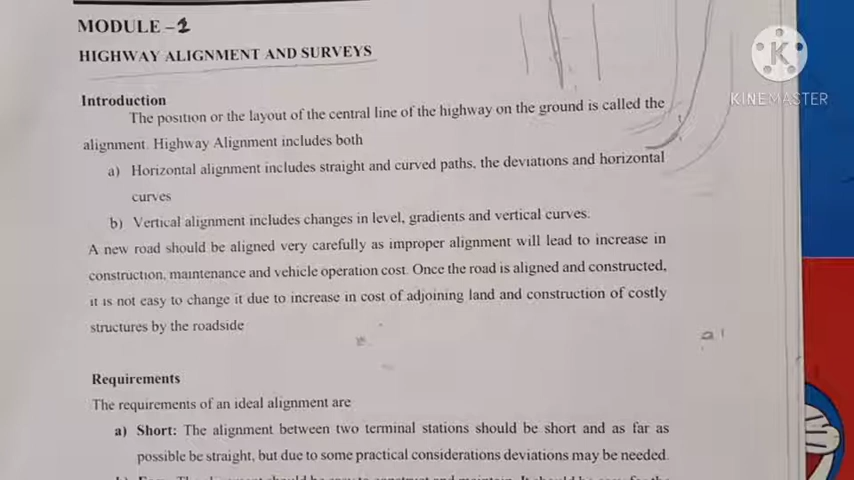 MODULE -2
HIGHWAY ALIGNMENT AND SURVEYS
KINEMASTER
Introduction
The position or the layout of the central line of the highway on the ground is called the
alignment. Highway Alignment includes both
a) Horizontal alignment includes straight and curved paths, the deviations and horizontal
curves
b) Vertical alignment includes changes in level, gradients and vertical curves.
A new road should be aligned very carefully as improper alignment will lead to increase in
construction, maintenance and vehicle operation cost. Once the road is aligned and constructed,
it is not easy to change it due to increase in cost of adjoining land and construction of costly
structures by the roadside
Requirements
The requirements of an ideal alignment are
a) Short: The alignment between two terminal stations should be short and as far as
possible be straight, but due to some practical considerations deviations may be needed.